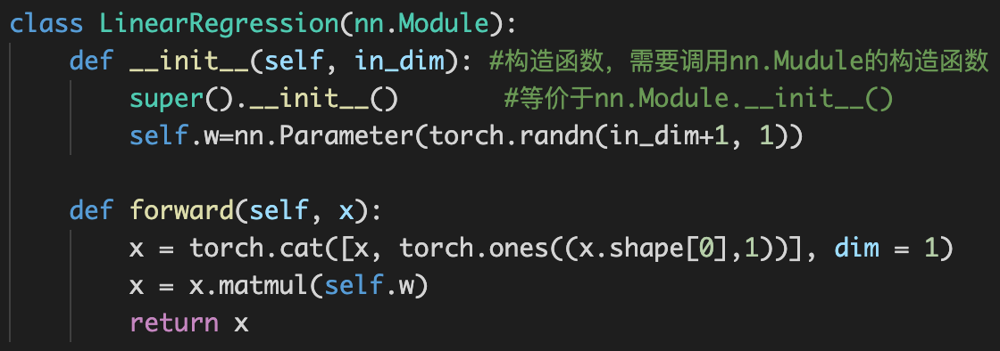 class LinearRegression(nn.Module):
    def __init__(self, in_dim): #构造函数，需要调用nn.Mudule的构造函数
        super().__init__()       #等价于nn.Module.__init__()
        self.w=nn.Parameter(torch.randn(in_dim+1, 1))

    def forward(self, x):
        x = torch.cat([x, torch.ones((x.shape[0],1))], dim = 1)
        x = x.matmul(self.w)
        return x